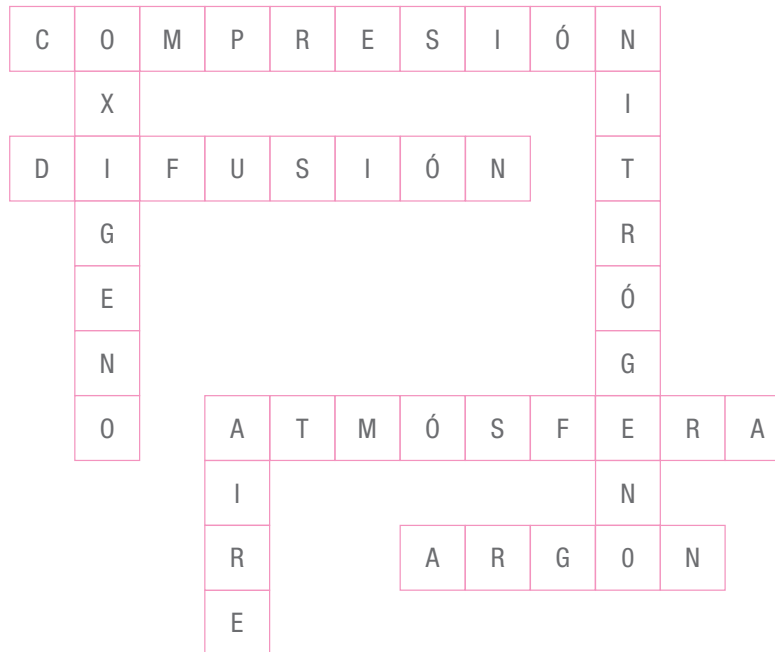 C O M P R E S I Ó N
X I
D I F U S I Ó N T
G R
E Ó
N G
O A T M Ó S F E R A
I N
R A R G O N
E